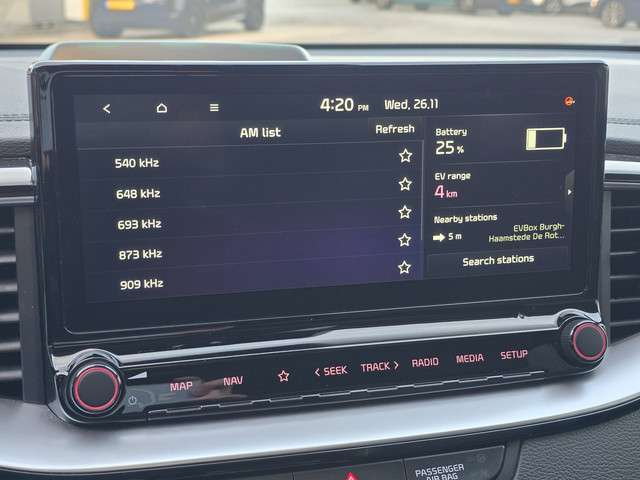 4:20 PM Wed, 26.11
AM list
Refresh
540 kHz
648 kHz
693 kHz
873 kHz
909 kHz
Battery
25 %
EV range
4 km
Nearby stations
5 m
EVBox Burgh-
Haamstede De Rot...
Search stations
MAP
NAV
< SEEK
TRACK >
RADIO
MEDIA
SETUP
PASSENGER
AIR BAG